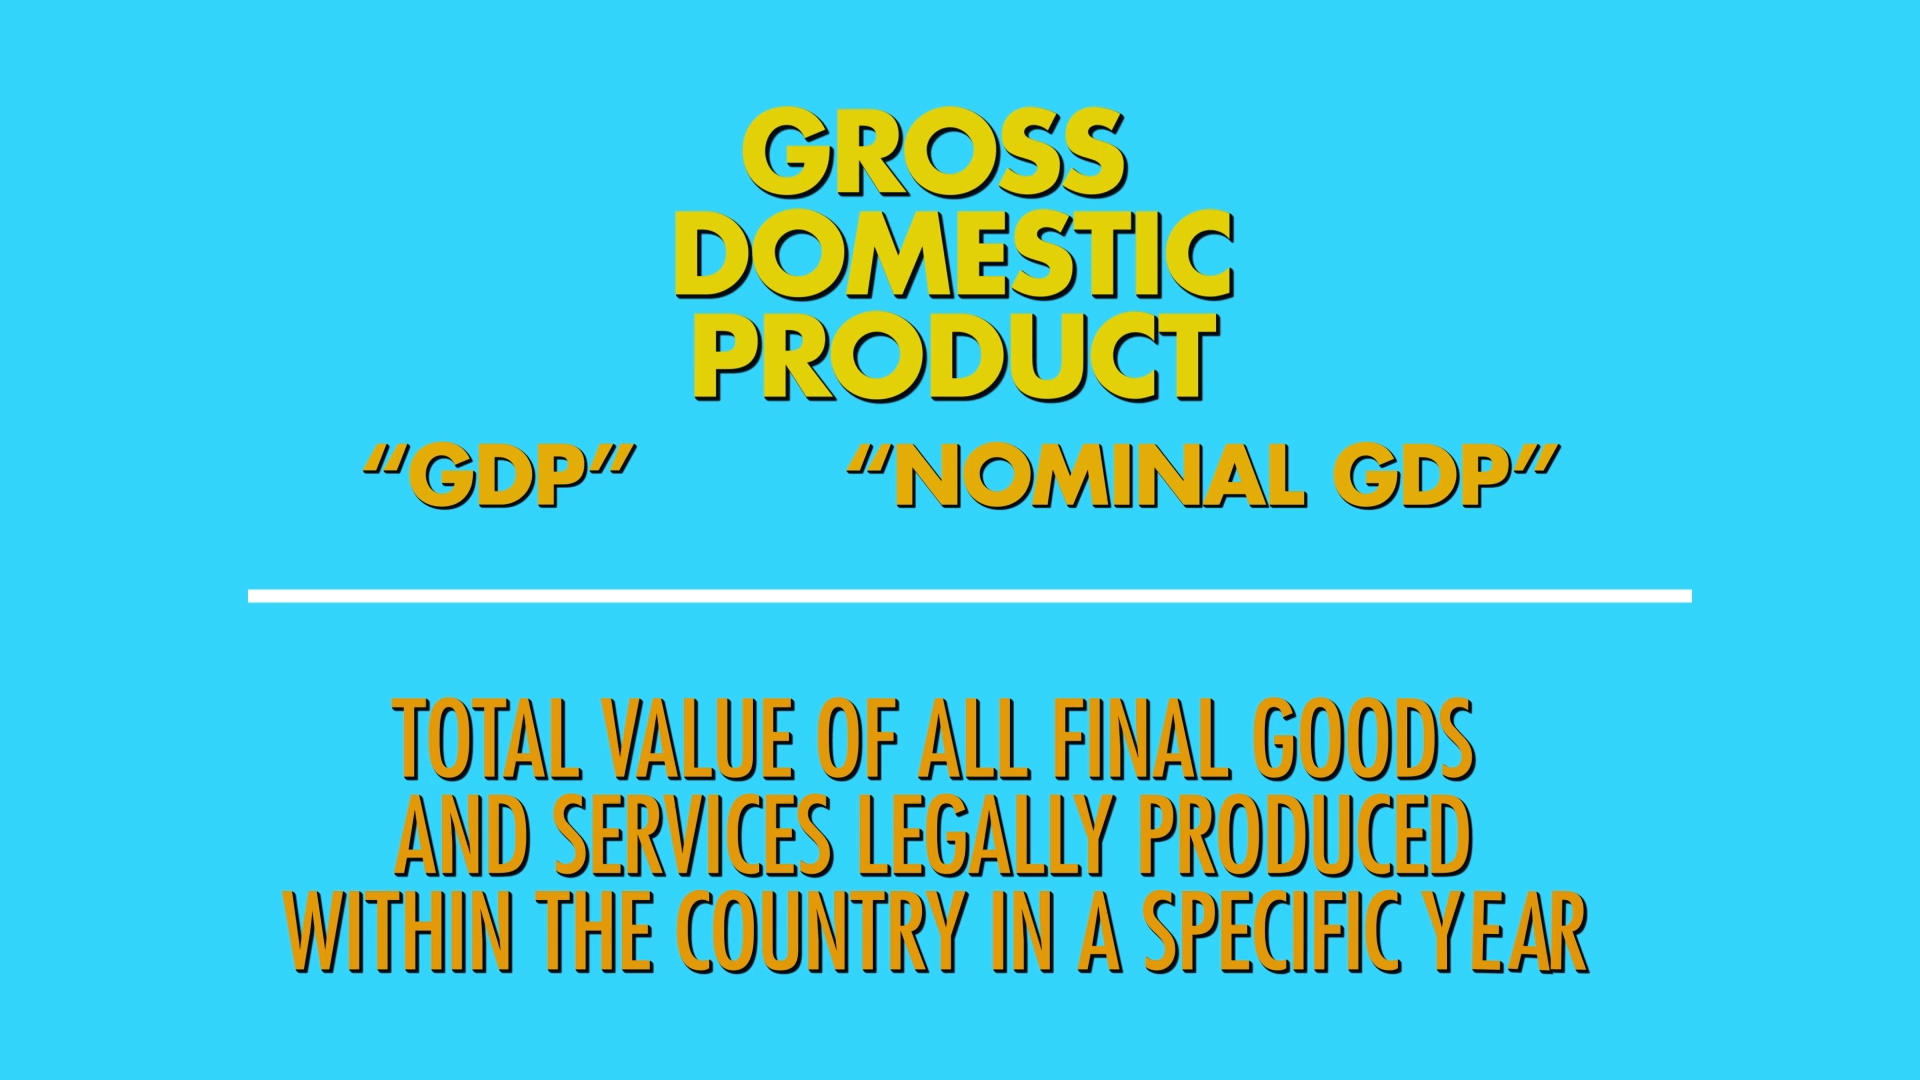 GROSS
DOMESTIC
PRODUCT
“GDP” “NOMINAL GDP”
TOTAL VALUE OF ALL FINAL GOODS
AND SERVICES LEGALLY PRODUCED
WITHIN THE COUNTRY IN A SPECIFIC YEAR